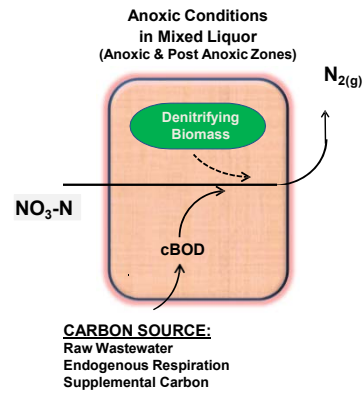 Anoxic Conditions
in Mixed Liquor
(Anoxic & Post Anoxic Zones)
N₂(g)
Denitrifying
Biomass
NO₃-N
cBOD
CARBON SOURCE:
Raw Wastewater
Endogenous Respiration
Supplemental Carbon